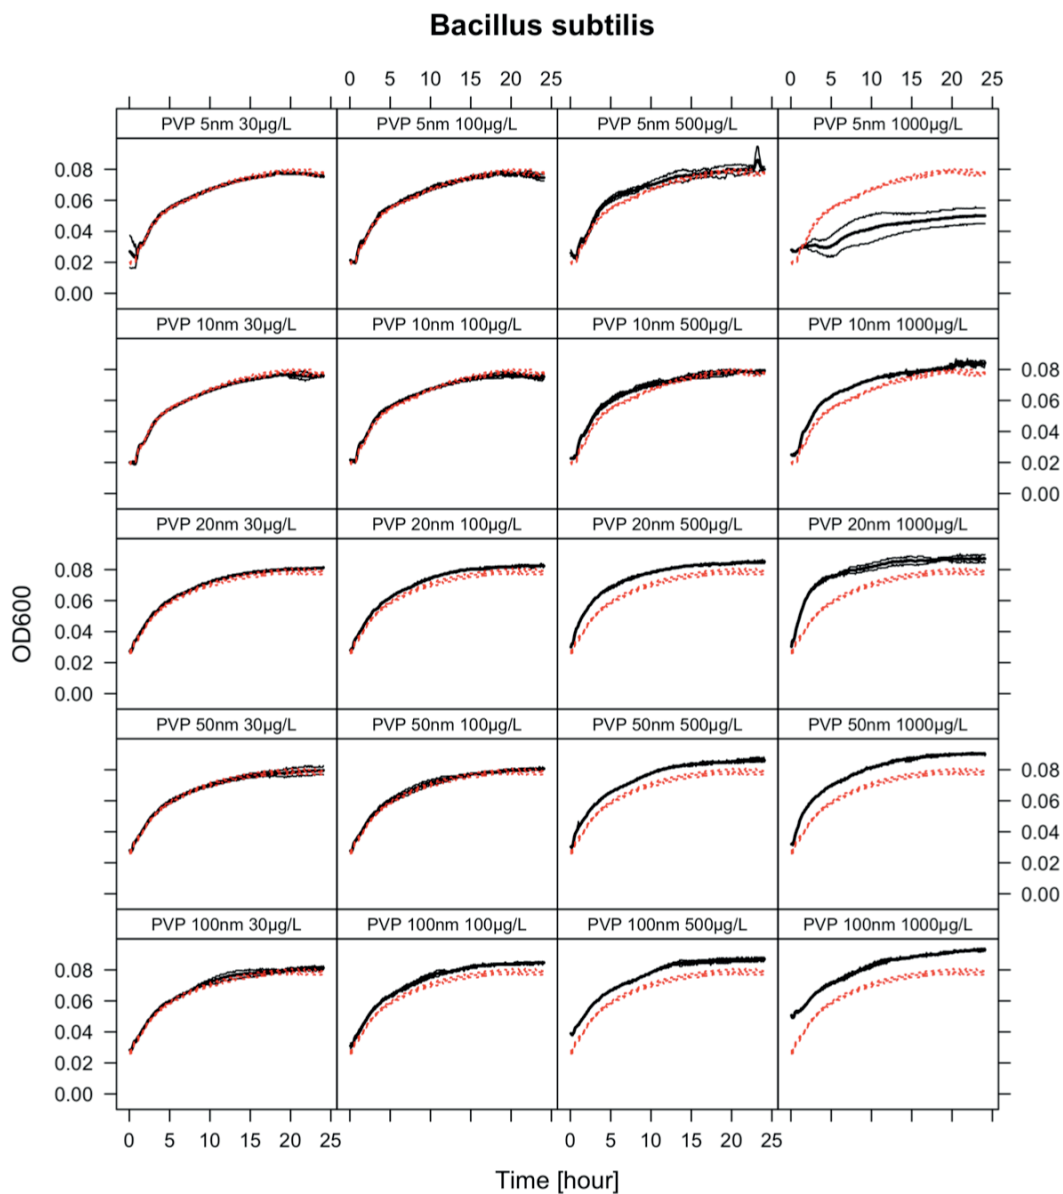 Bacillus subtilis
0 5 10 15 20 25 0 5 10 15 20 25
PVP 5nm 30µg/L PVP 5nm 100µg/L PVP 5nm 500µg/L PVP 5nm 1000µg/L
0.08
0.06
0.04
0.02
0.00
PVP 10nm 30µg/L PVP 10nm 100µg/L PVP 10nm 500µg/L PVP 10nm 1000µg/L
0.08
0.06
0.04
0.02
0.00
PVP 20nm 30µg/L PVP 20nm 100µg/L PVP 20nm 500µg/L PVP 20nm 1000µg/L
0.08
0.06
0.04
0.02
0.00
OD600
PVP 50nm 30µg/L PVP 50nm 100µg/L PVP 50nm 500µg/L PVP 50nm 1000µg/L
0.08
0.06
0.04
0.02
0.00
PVP 100nm 30µg/L PVP 100nm 100µg/L PVP 100nm 500µg/L PVP 100nm 1000µg/L
0.08
0.06
0.04
0.02
0.00
0 5 10 15 20 25 0 5 10 15 20 25
Time [hour]